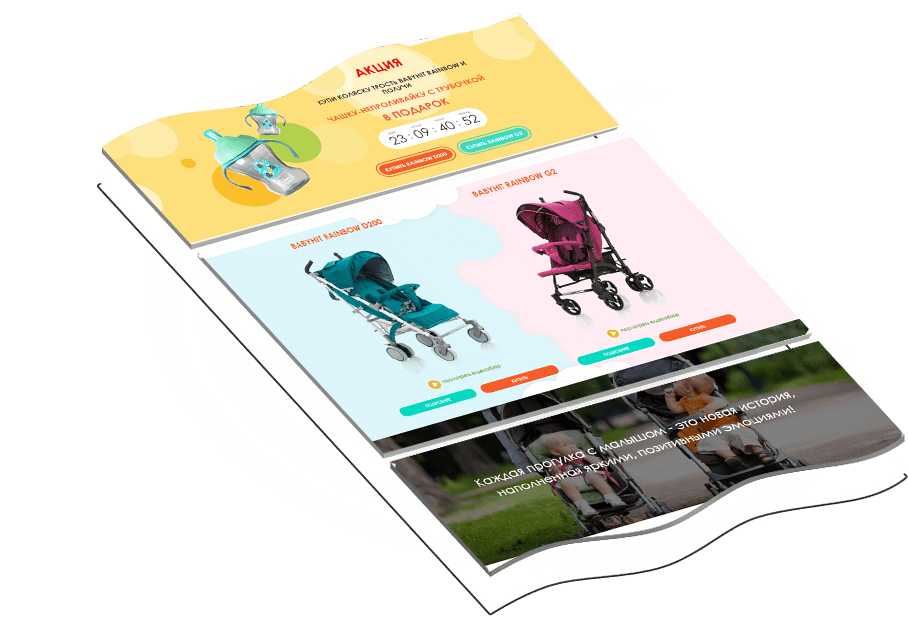 АКЦИЯ
КУПИ КОЛЯСКУ ТРОСТЬ BABYHIT RAINBOW И
ПОЛУЧИ
ЧАШКУ-НЕПРОЛИВАЙКУ С ТРУБОЧКОЙ
В ПОДАРОК
23 : 09 : 40 : 52
КУПИТЬ RAINBOW D200
КУПИТЬ RAINBOW G2
BABYHIT RAINBOW D200
BABYHIT RAINBOW G2
просмотреть видеообзор
ПОДРОБНЕЕ
КУПИТЬ
просмотреть видеообзор
ПОДРОБНЕЕ
КУПИТЬ
Каждая прогулка с малышом - это новая история,
наполненная яркими, позитивными эмоциями!